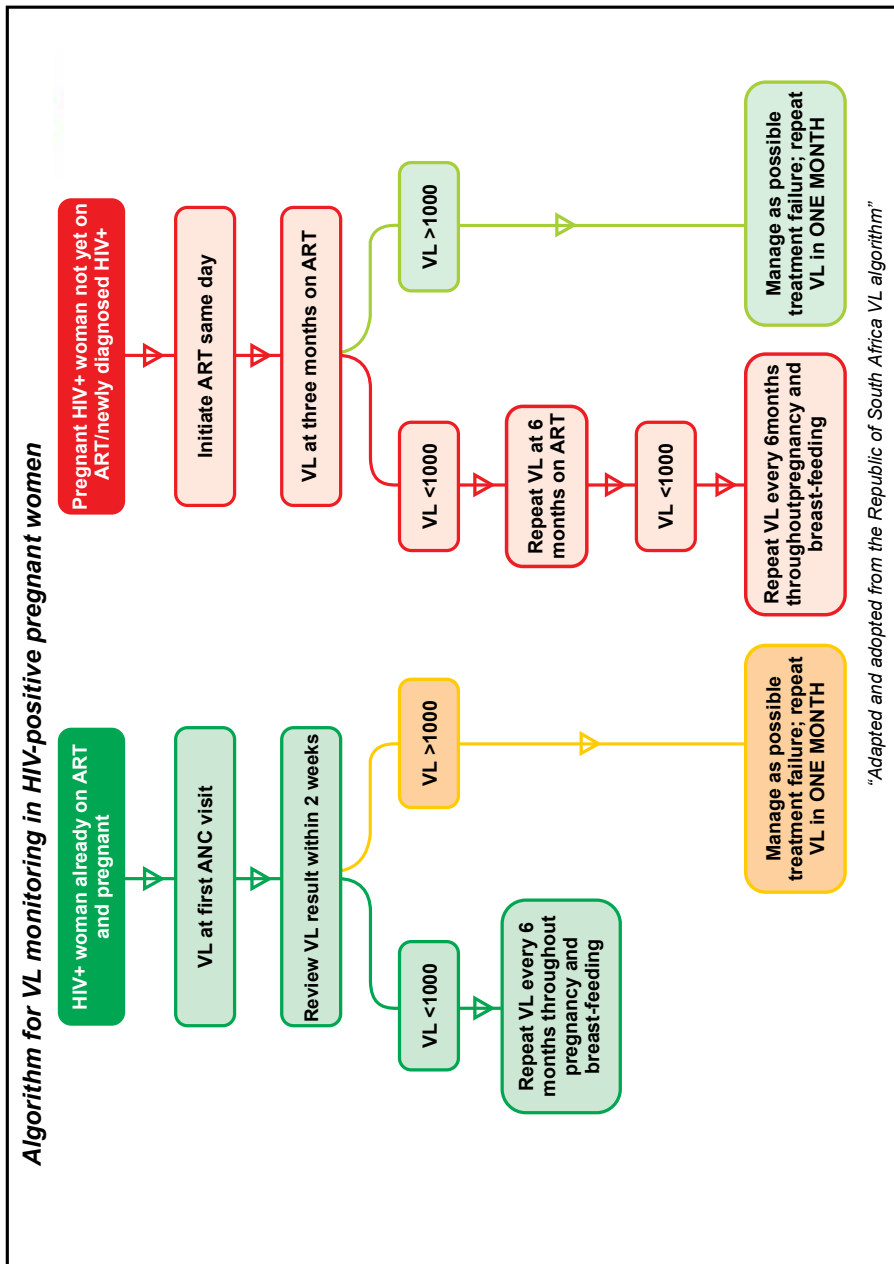 Algorithm for VL monitoring in HIV-positive pregnant women
HIV+ woman already on ART
and pregnant
VL at first ANC visit
Review VL result within 2 weeks
VL <1000
Repeat VL every 6
months throughout
pregnancy and
breast-feeding
VL >1000
Manage as possible
treatment failure; repeat
VL in ONE MONTH
Pregnant HIV+ woman not yet on
ART/newly diagnosed HIV+
Initiate ART same day
VL at three months on ART
VL <1000
Repeat VL at 6
months on ART
VL <1000
Repeat VL every 6months
throughoutpregnancy and
breast-feeding
VL >1000
Manage as possible
treatment failure; repeat
VL in ONE MONTH
“Adapted and adopted from the Republic of South Africa VL algorithm”